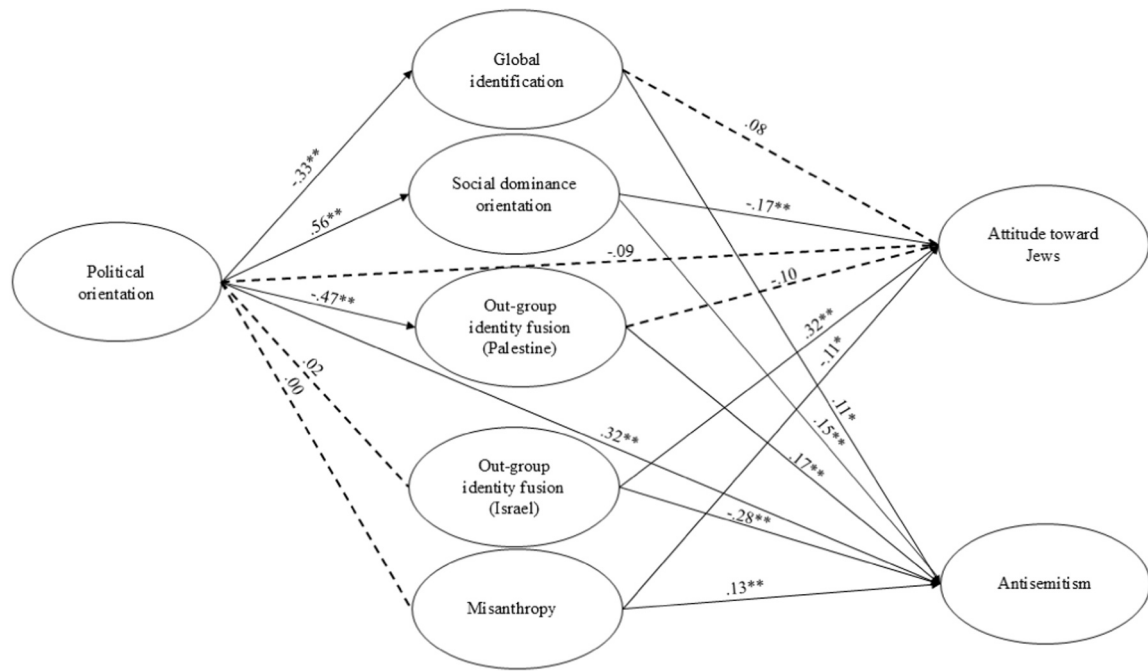 Global
identification
.08
-.33**
Social dominance
orientation
-.17**
.56**
Attitude toward
Jews
-.09
Political
orientation
-.47**
Out-group
identity fusion
(Palestine)
-.10
.32**
-.11*
.02
.00
.11*
.15**
.32**
.17**
Out-group
identity fusion
(Israel)
-.28**
Misanthropy
.13**
Antisemitism